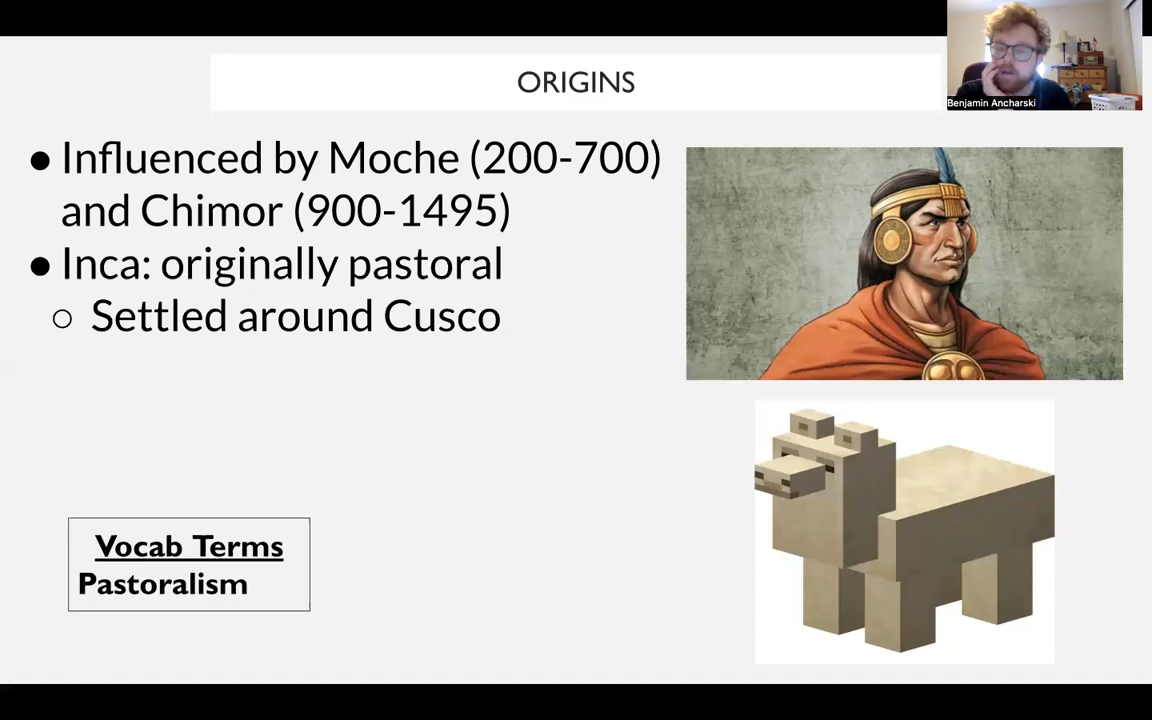 ORIGINS
Benjamin Ancharski
● Influenced by Moche (200-700)
and Chimor (900-1495)
● Inca: originally pastoral
○ Settled around Cusco
Vocab Terms
Pastoralism